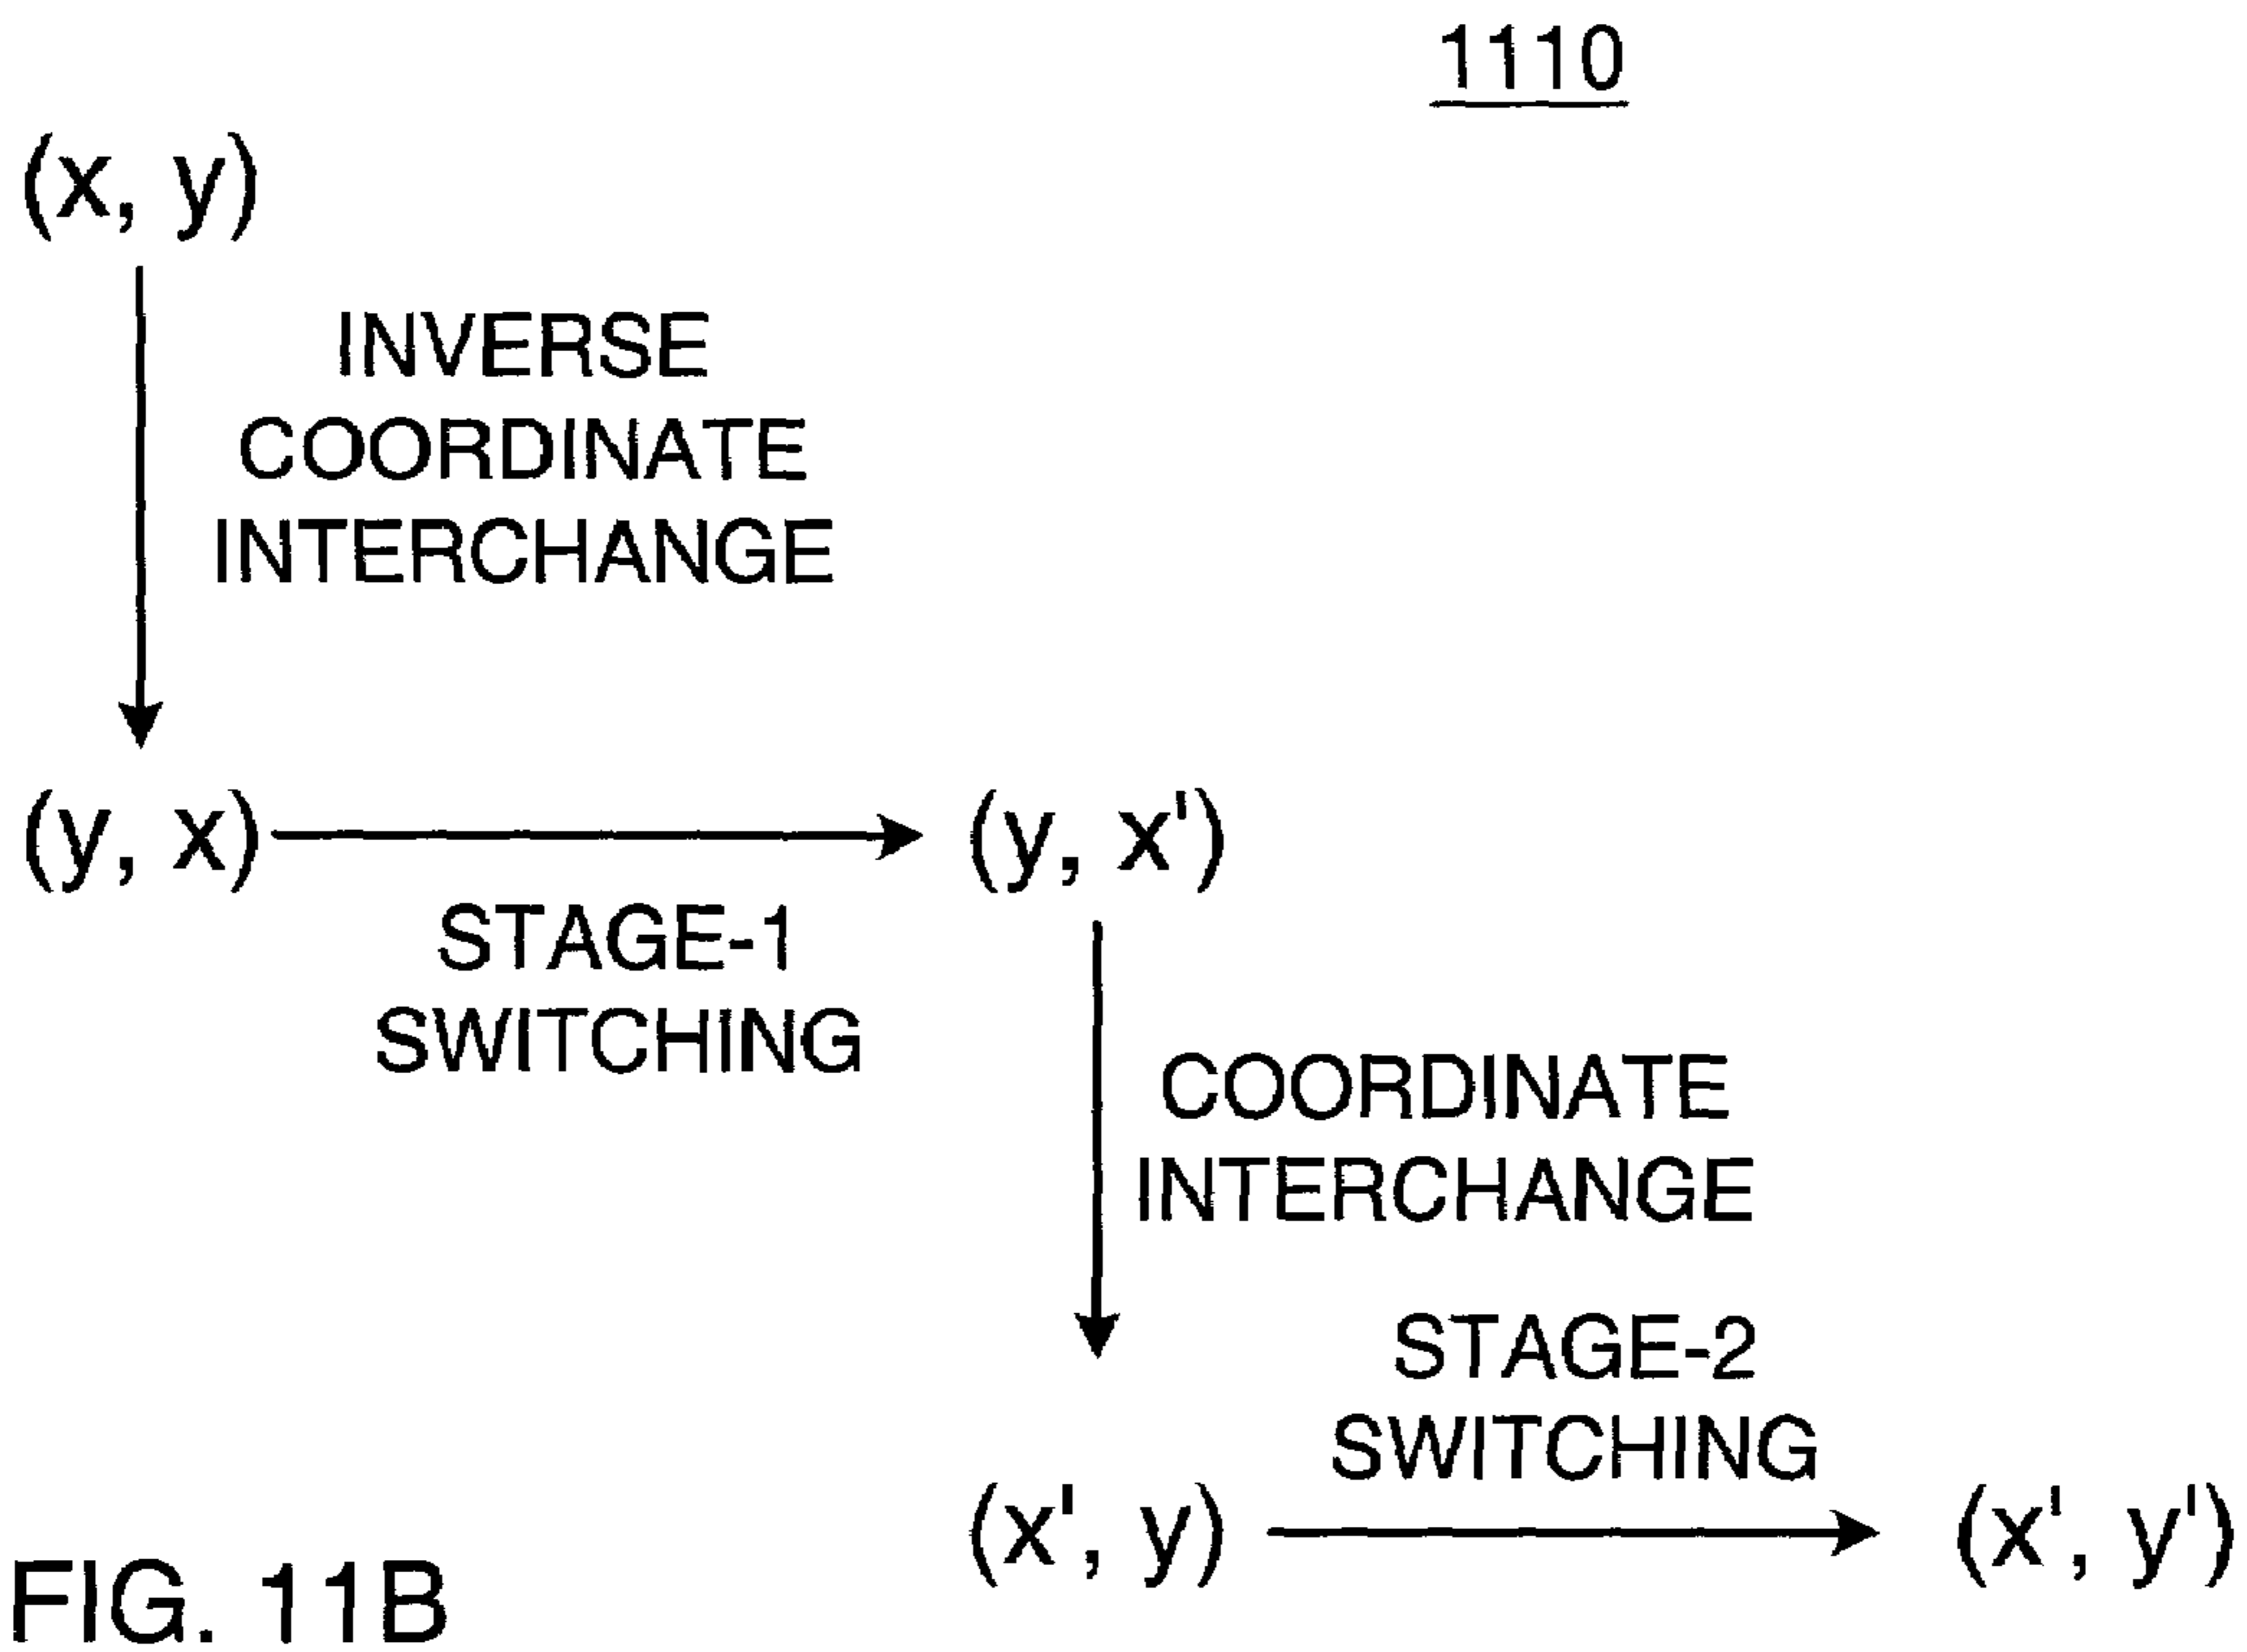 1110
(x, y)
INVERSE
COORDINATE
INTERCHANGE
(y, x)
(y, x')
STAGE-1
SWITCHING
COORDINATE
INTERCHANGE
STAGE-2
SWITCHING
(x', y)
(x', y')
FIG. 11B